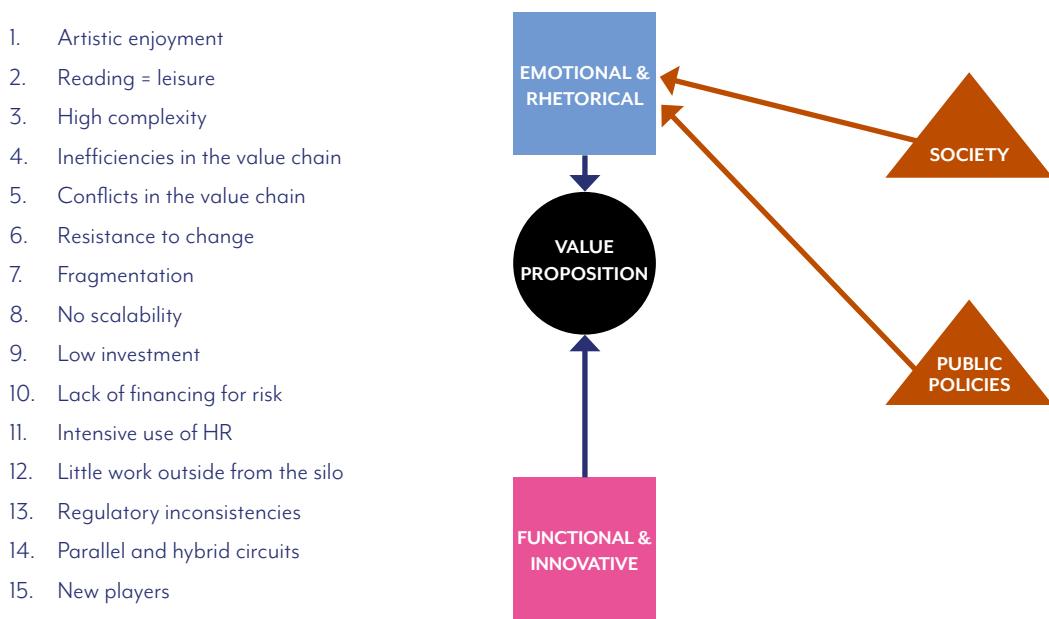 1. Artistic enjoyment
2. Reading = leisure
3. High complexity
4. Inefficiencies in the value chain
5. Conflicts in the value chain
6. Resistance to change
7. Fragmentation
8. No scalability
9. Low investment
10. Lack of financing for risk
11. Intensive use of HR
12. Little work outside from the silo
13. Regulatory inconsistencies
14. Parallel and hybrid circuits
15. New players
EMOTIONAL &
RHETORICAL
SOCIETY
VALUE
PROPOSITION
PUBLIC
POLICIES
FUNCTIONAL &
INNOVATIVE